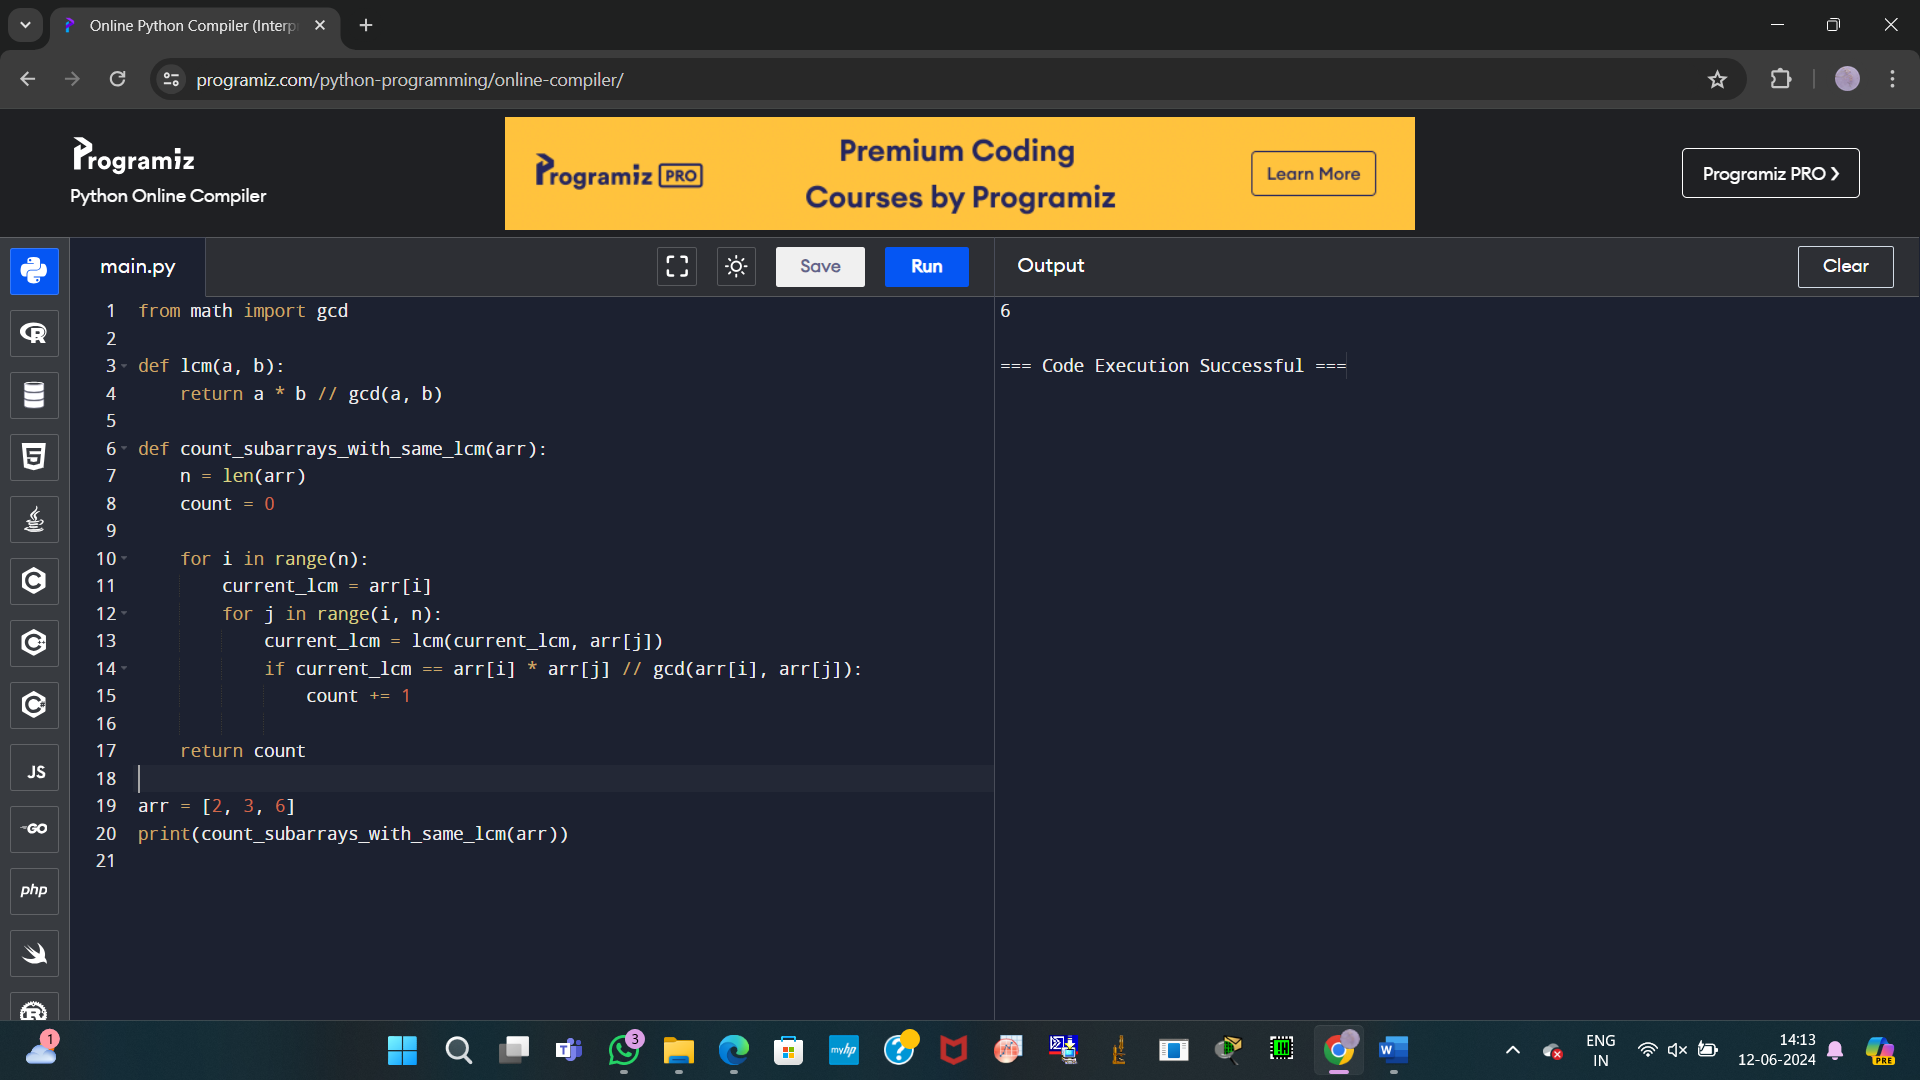 Online Python Compiler (Interp
programiz.com/python-programming/online-compiler/
Programiz
Python Online Compiler
Programiz PRO
Premium Coding
Courses by Programiz
Learn More
Programiz PRO ❯
main.py
Save
Run
Output
Clear
1 from math import gcd
2
3 def lcm(a, b):
4     return a * b // gcd(a, b)
5
6 def count_subarrays_with_same_lcm(arr):
7     n = len(arr)
8     count = 0
9
10     for i in range(n):
11         current_lcm = arr[i]
12         for j in range(i, n):
13             current_lcm = lcm(current_lcm, arr[j])
14             if current_lcm == arr[i] * arr[j] // gcd(arr[i], arr[j]):
15                 count += 1
16
17     return count
18
19 arr = [2, 3, 6]
20 print(count_subarrays_with_same_lcm(arr))
21
6
=== Code Execution Successful ===
R
5
C
C
C
JS
GO
php
R
1
3
myhp
?
W
ENG
IN
14:13
12-06-2024
PRE